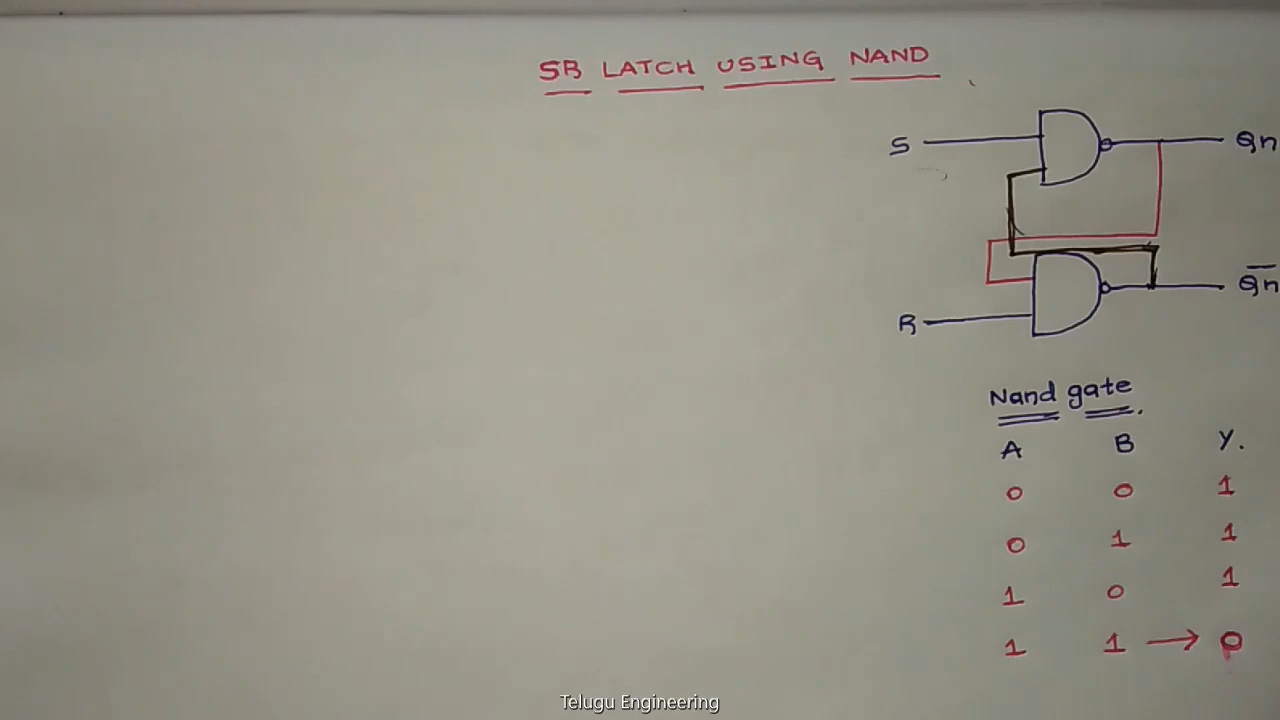 SR LATCH USING NAND
S
Qn
R
Q̅n̅
Nand gate
A B Y.
0 0 1
0 1 1
1 0 1
1 1 → 0
Telugu Engineering